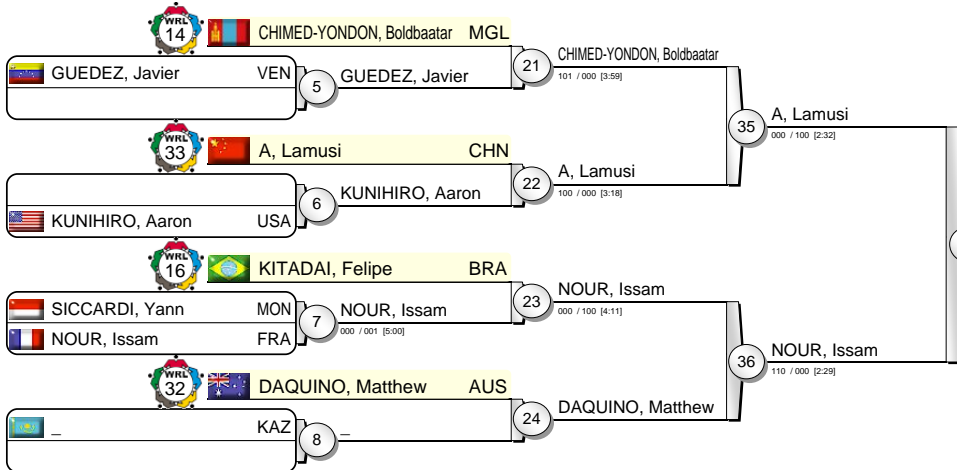 WRL
14
CHIMED-YONDON, Boldbaatar MGL
GUEDEZ, Javier VEN
5
GUEDEZ, Javier
21
CHIMED-YONDON, Boldbaatar
101 / 000 [3:59]
WRL
33
A, Lamusi CHN
KUNIHIRO, Aaron USA
6
KUNIHIRO, Aaron
22
A, Lamusi
100 / 000 [3:18]
35
A, Lamusi
000 / 100 [2:32]
WRL
16
KITADAI, Felipe BRA
SICCARDI, Yann MON
NOUR, Issam FRA
7
NOUR, Issam
000 / 001 [5:00]
23
NOUR, Issam
000 / 100 [4:11]
WRL
32
DAQUINO, Matthew AUS
_ KAZ
8
_
24
DAQUINO, Matthew
36
NOUR, Issam
110 / 000 [2:29]